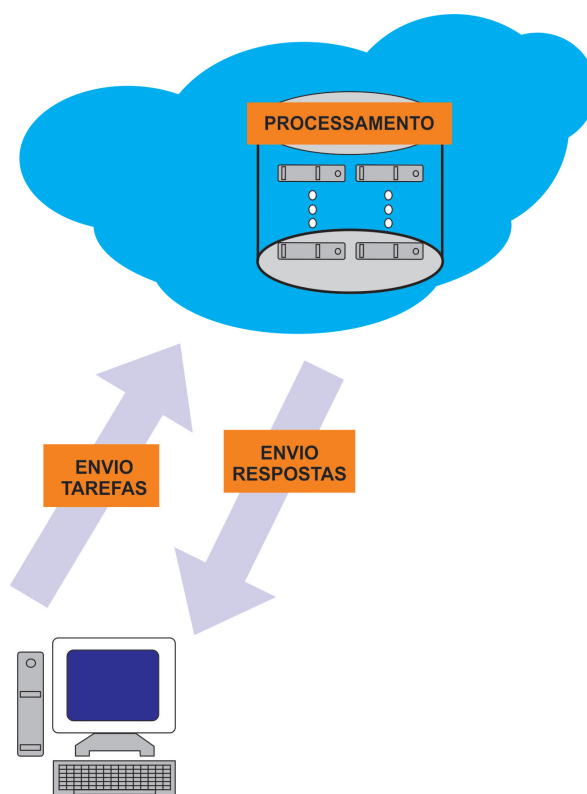 PROCESSAMENTO
ENVIO
TAREFAS
ENVIO
RESPOSTAS